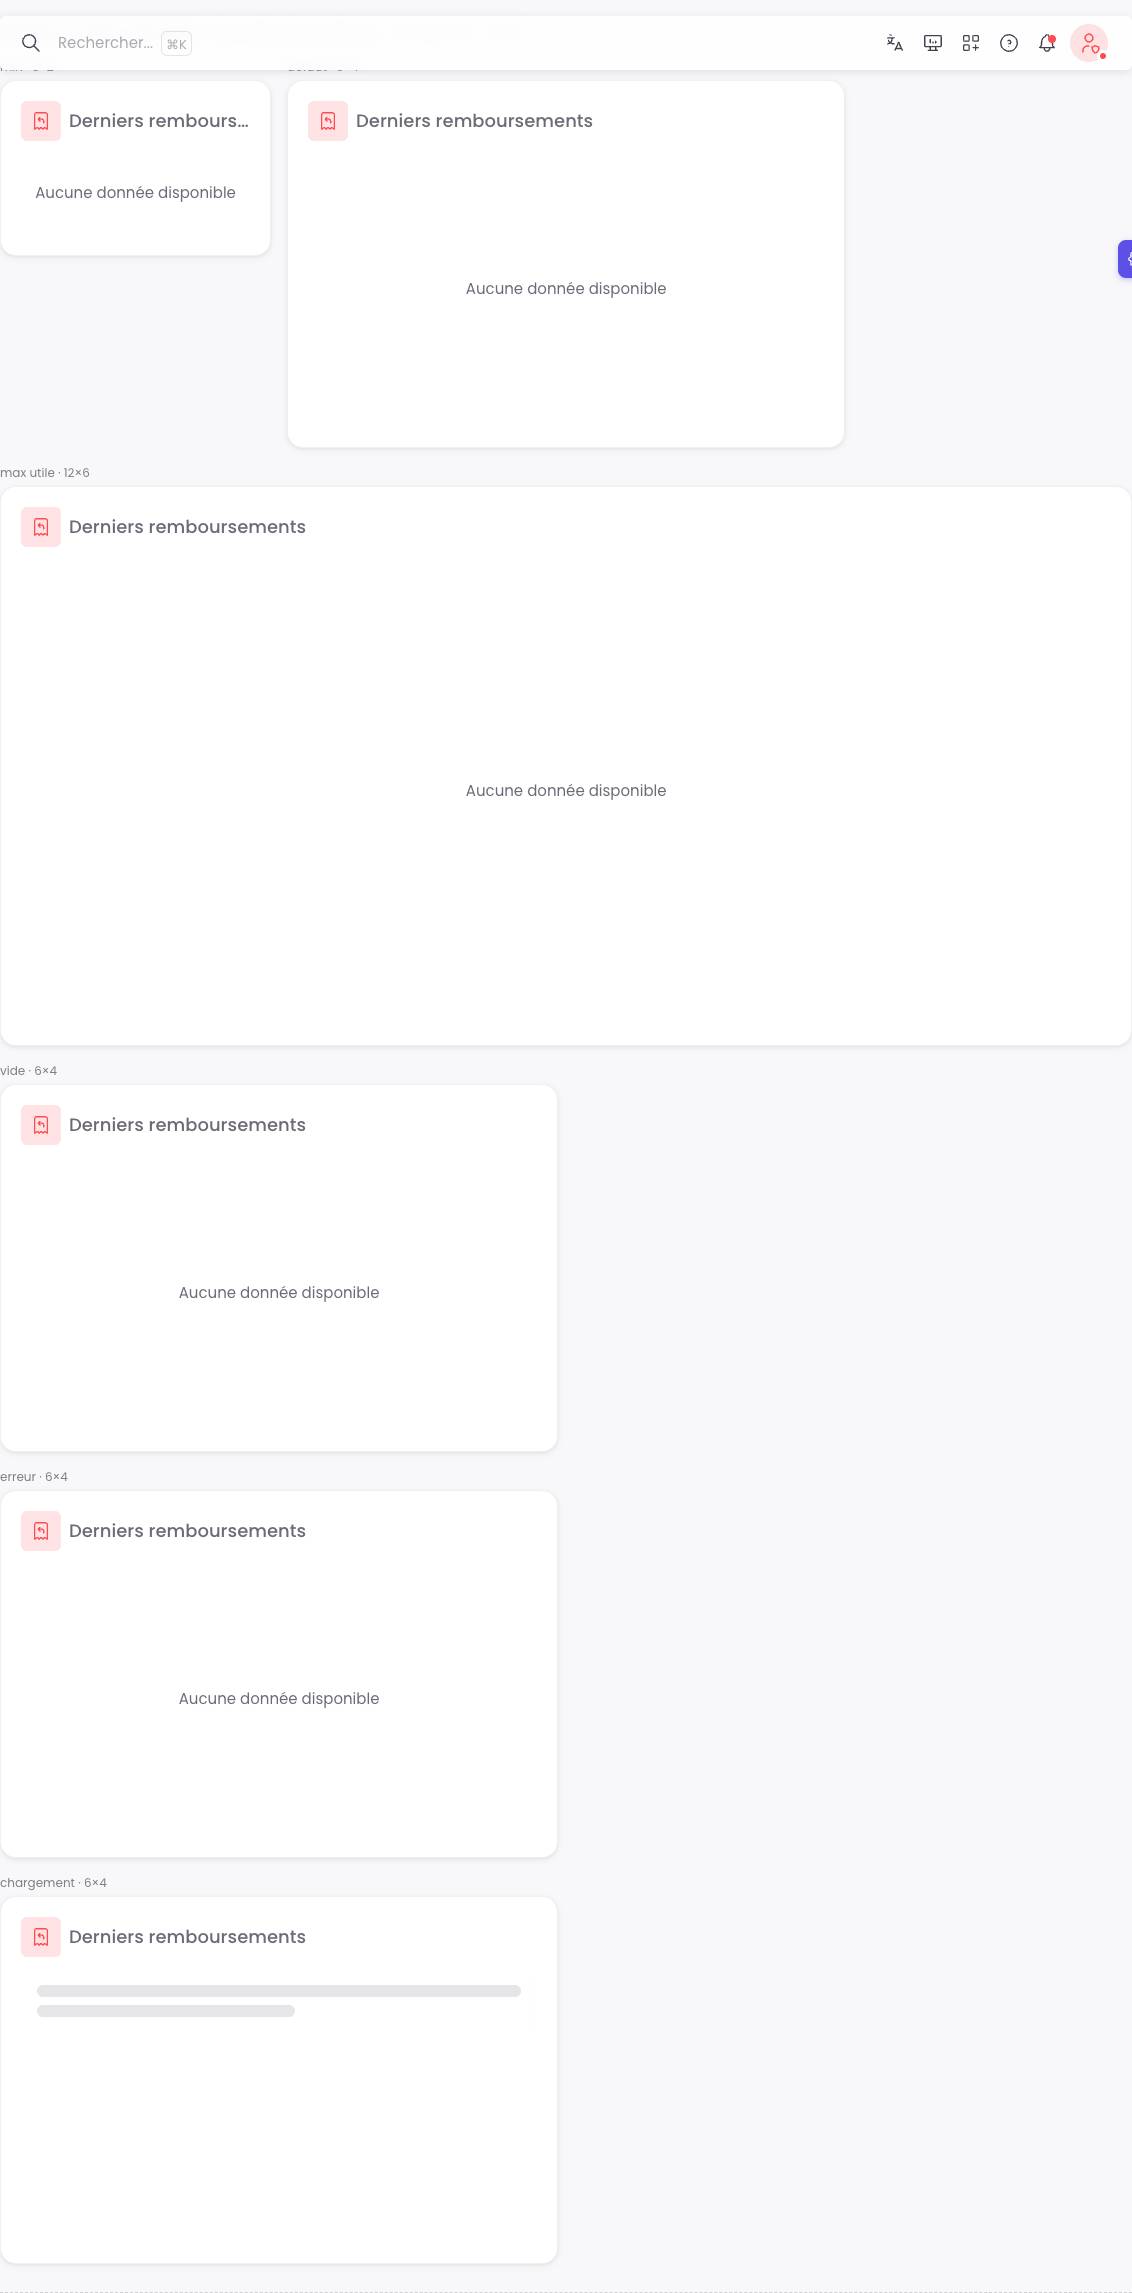 Rechercher... ⌘K
Derniers rembours...
Aucune donnée disponible
Derniers remboursements
Aucune donnée disponible
max utile · 12×6
Derniers remboursements
Aucune donnée disponible
vide · 6×4
Derniers remboursements
Aucune donnée disponible
erreur · 6×4
Derniers remboursements
Aucune donnée disponible
chargement · 6×4
Derniers remboursements